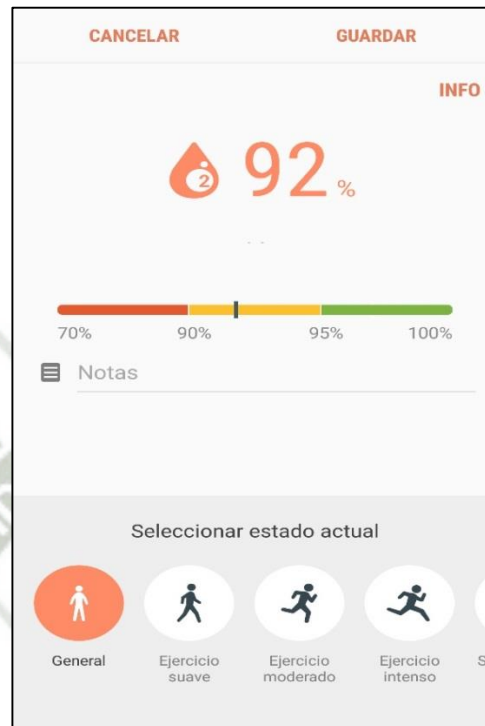 CANCELAR GUARDAR
INFO
2 92 %
70% 90% 95% 100%
Notas
Seleccionar estado actual
General Ejercicio suave Ejercicio moderado Ejercicio intenso S